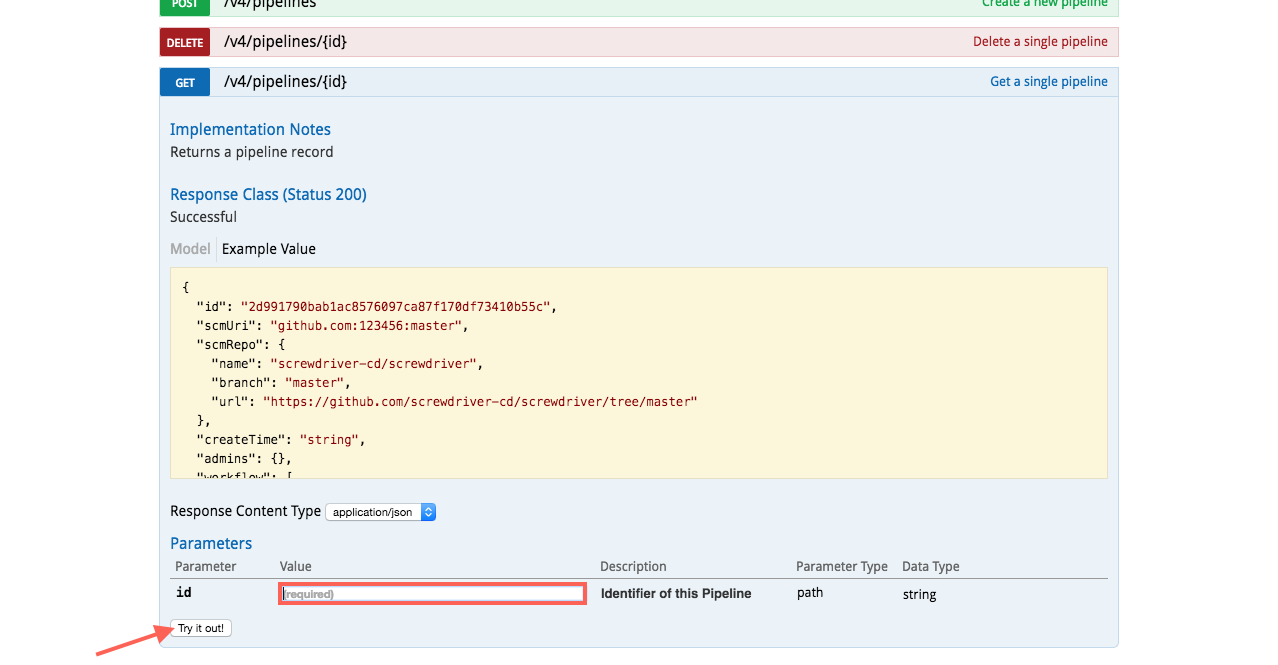 POST /v4/pipelines Create a new pipeline
DELETE /v4/pipelines/{id} Delete a single pipeline
GET /v4/pipelines/{id} Get a single pipeline
Implementation Notes
Returns a pipeline record
Response Class (Status 200)
Successful
Model Example Value
{
"id": "2d991790bab1ac8576097ca87f170df73410b55c",
"scmUri": "github.com:123456:master",
"scmRepo": {
"name": "screwdriver-cd/screwdriver",
"branch": "master",
"url": "https://github.com/screwdriver-cd/screwdriver/tree/master"
},
"createTime": "string",
"admins": {},
"workflow": [
Response Content Type application/json
Parameters
Parameter Value Description Parameter Type Data Type
id (required) Identifier of this Pipeline path string
Try it out!